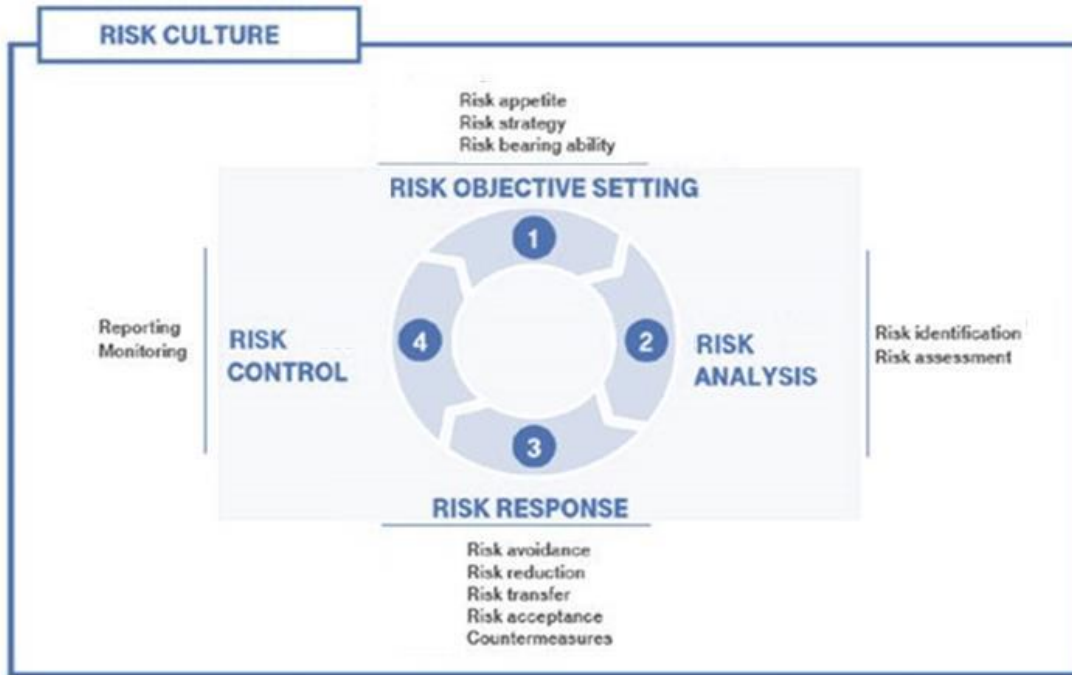 RISK CULTURE
Risk appetite
Risk strategy
Risk bearing ability
RISK OBJECTIVE SETTING
1
2
3
4
Reporting
Monitoring
RISK
CONTROL
RISK
ANALYSIS
Risk identification
Risk assessment
RISK RESPONSE
Risk avoidance
Risk reduction
Risk transfer
Risk acceptance
Countermeasures